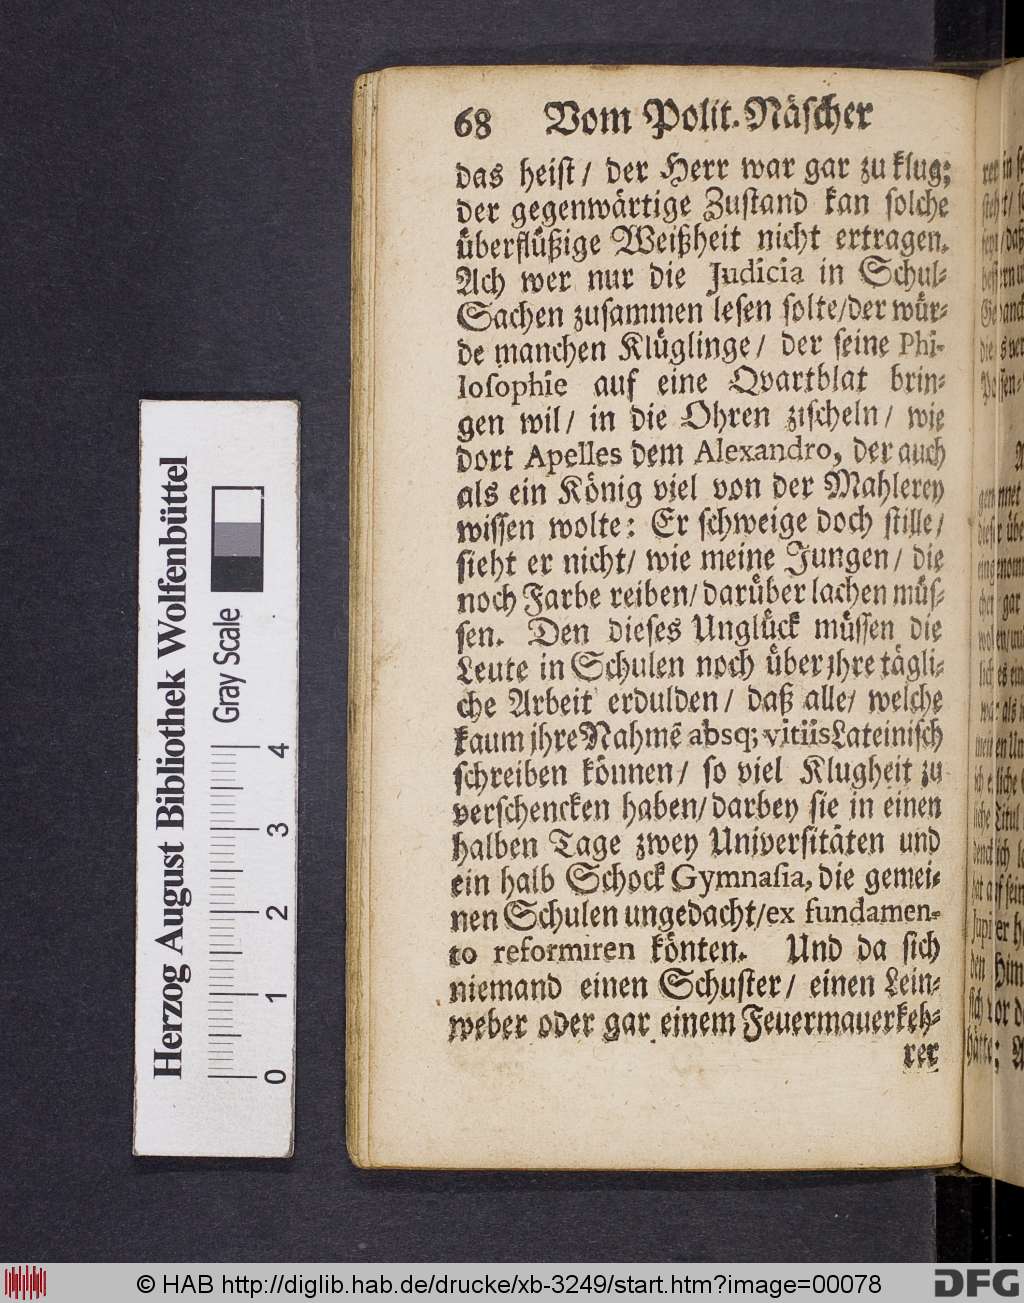 68 Vom Polit. Näſcher
das heiſt/ der Herr war gar zu klug;
der gegenwärtige Zuſtand kan ſolche
überflüßige Weißheit nicht ertragen.
Ach wer nur die Judicia in Schul-
Sachen zuſammen leſen ſolte/der wür-
de manchen Klüglinge/ der ſeine Phi-
loſophie auf eine Qvartblat brin-
gen wil/ in die Ohren ziſcheln/ wie
dort Apelles dem Alexandro, der auch
als ein König viel von der Mahlerey
wiſſen wolte: Er ſchweige doch ſtille/
ſieht er nicht/ wie meine Jungen/ die
noch Farbe reiben/darüber lachen müſ-
ſen. Den dieſes Unglück müſſen die
Leute in Schulen noch über ihre tägli-
che Arbeit erdulden/ daß alle/ welche
kaum ihre Nahmẽ absq; vitiis Lateiniſch
ſchreiben können/ ſo viel Klugheit zu
verſchencken haben/darbey ſie in einen
halben Tage zwey Univerſitäten und
ein halb Schock Gymnaſia, die gemei-
nen Schulen ungedacht/ex fundamen-
to reformiren könten. Und da ſich
niemand einen Schuſter/ einen Lein-
weber oder gar einem Feuermauerkeh-
rer
Herzog August Bibliothek Wolfenbüttel
Gray Scale
0 1 2 3 4
© HAB http://diglib.hab.de/drucke/xb-3249/start.htm?image=00078
DFG